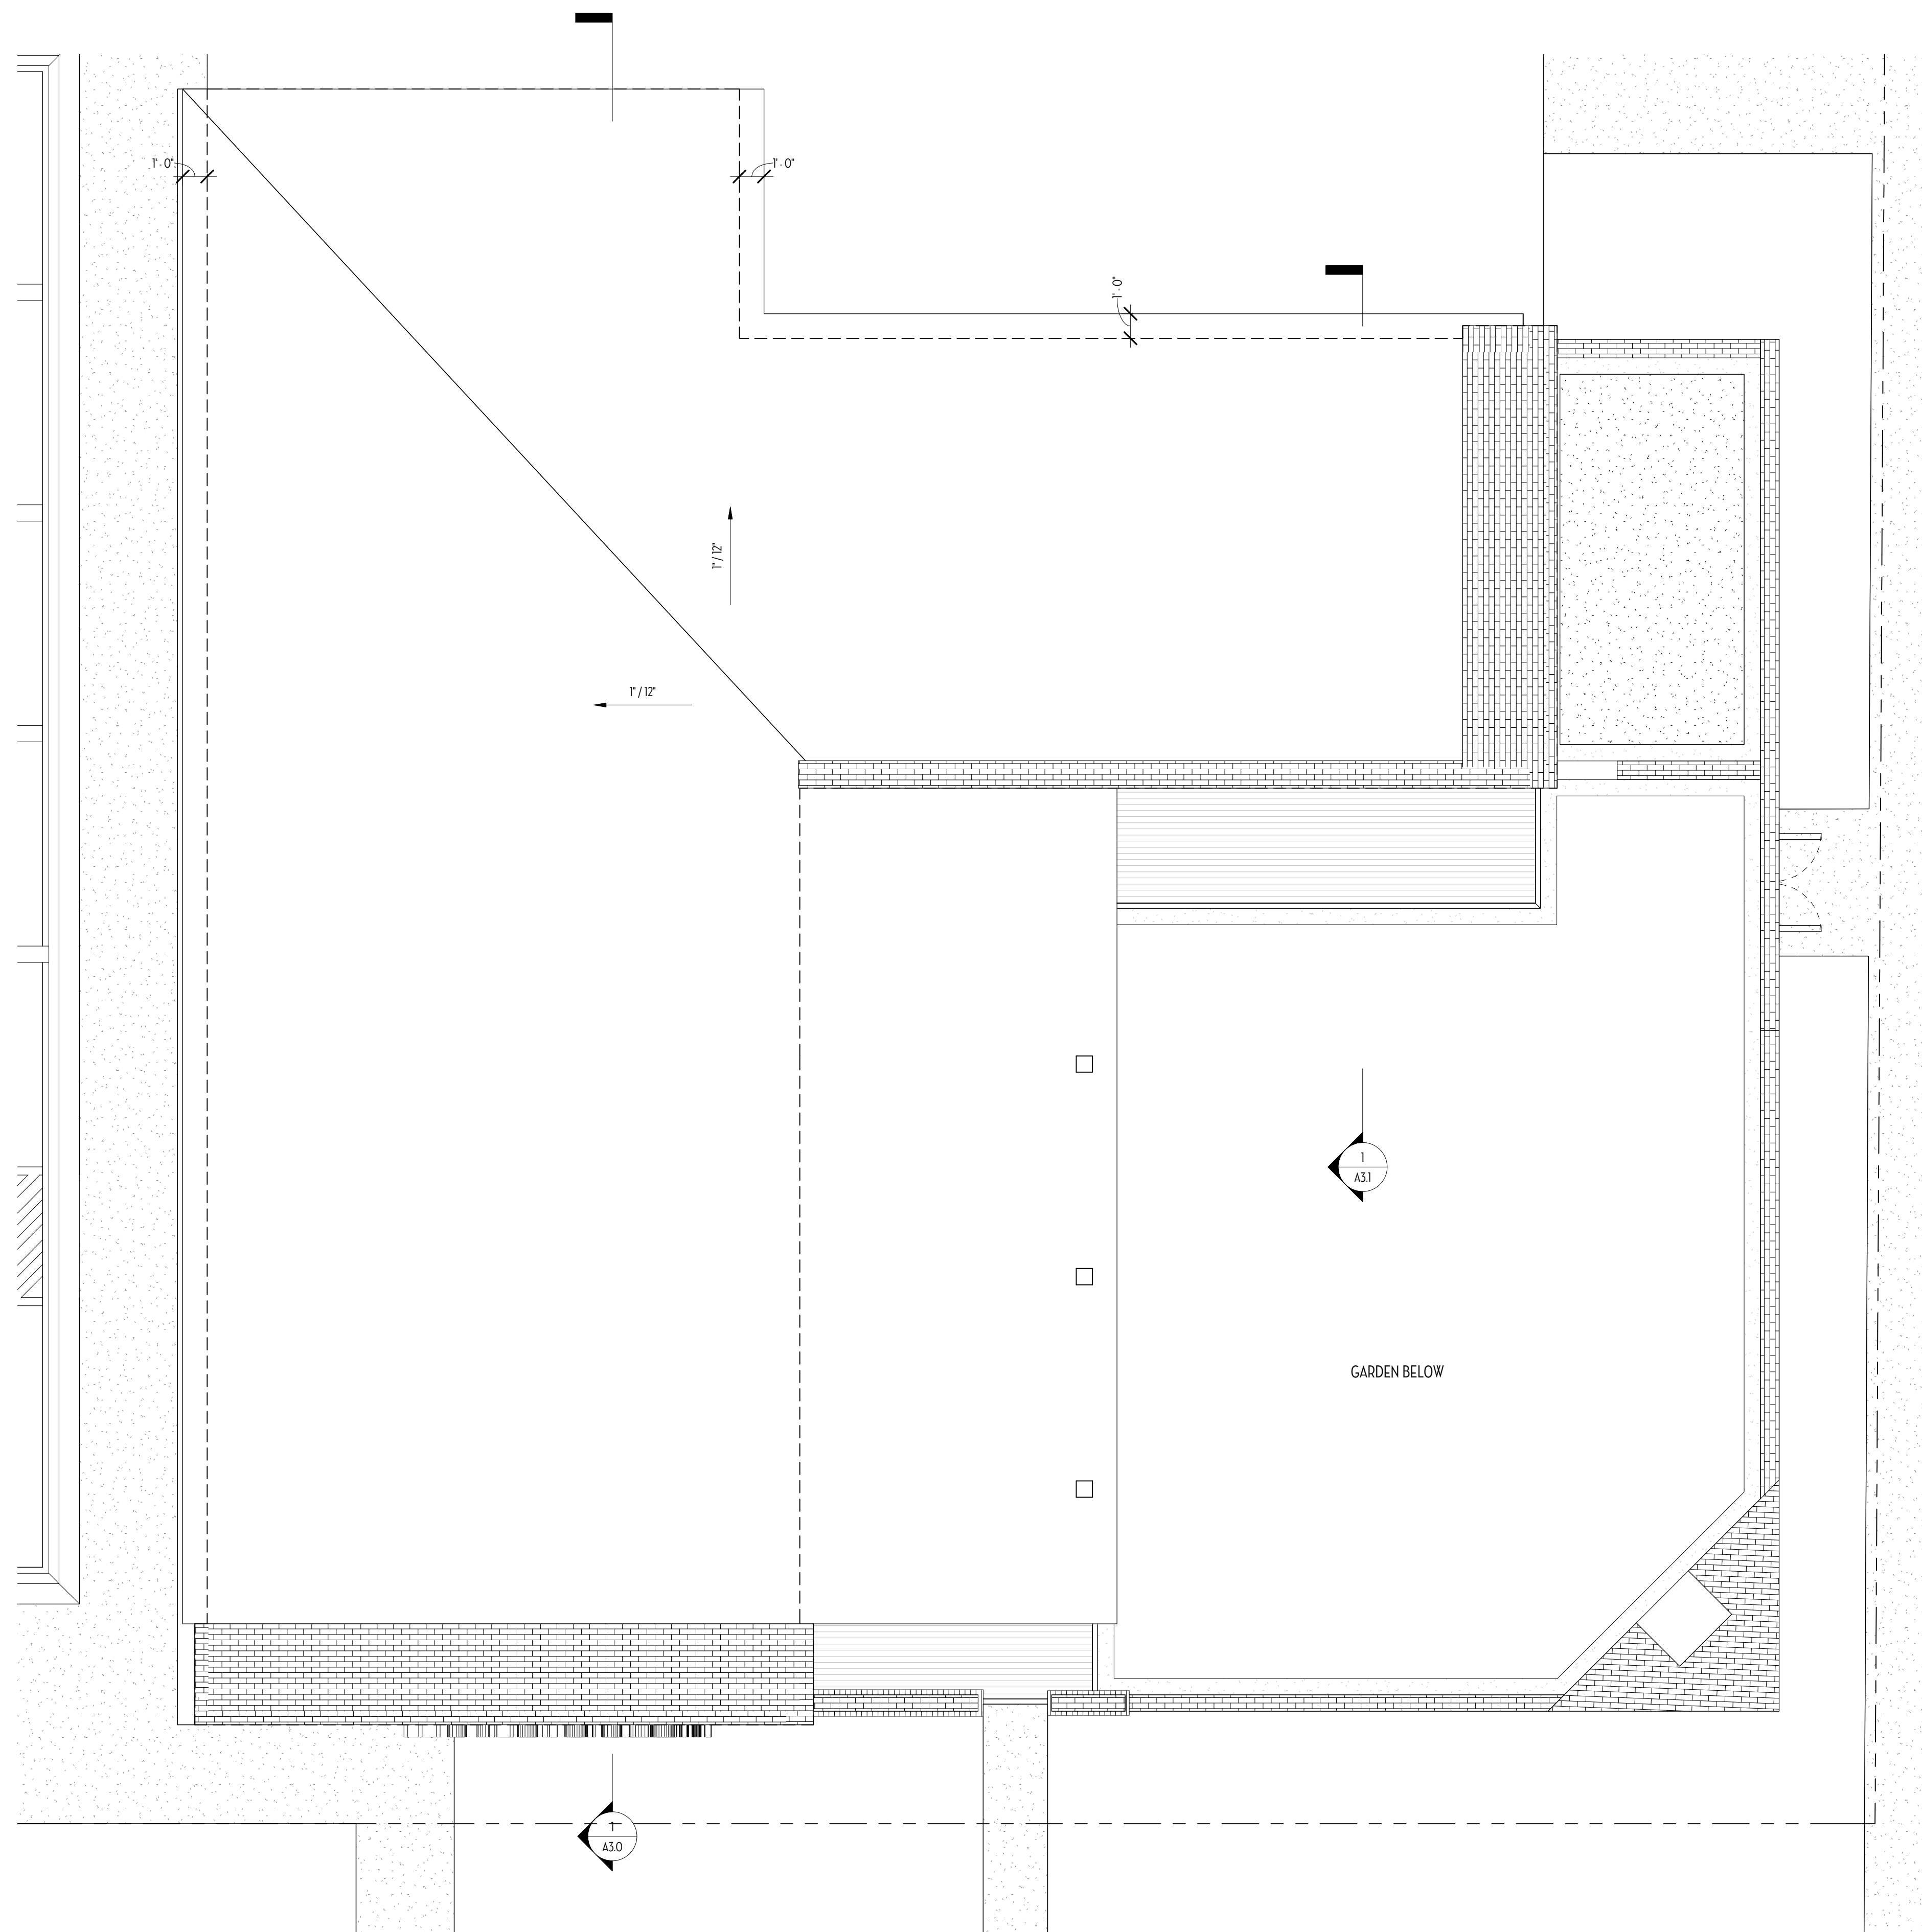 1' - 0"
1' - 0"
1' - 0"
1" / 12"
1" / 12"
1
A3.1
GARDEN BELOW
1
A3.0